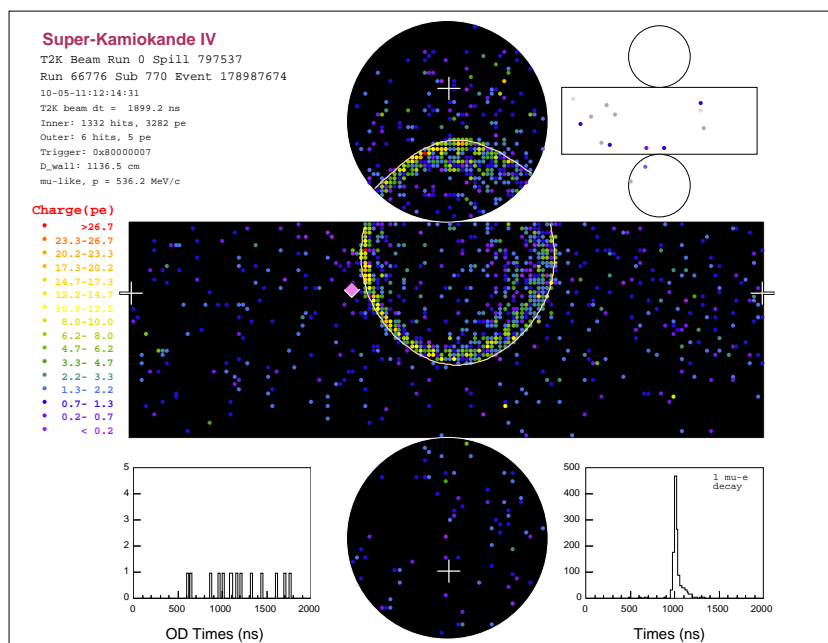 Super-Kamiokande IV
T2K Beam Run 0 Spill 797537
Run 66776 Sub 770 Event 178987674
10-05-11:12:14:31
T2K beam dt = 1899.2 ns
Inner: 1332 hits, 3282 pe
Outer: 6 hits, 5 pe
Trigger: 0x80000007
D_wall: 1136.5 cm
mu-like, p = 536.2 MeV/c
Charge(pe)
>26.7
23.3-26.7
20.2-23.3
17.3-20.2
14.7-17.3
12.2-14.7
10.0-12.2
8.0-10.0
6.2- 8.0
4.7- 6.2
3.3- 4.7
2.2- 3.3
1.3- 2.2
0.7- 1.3
0.2- 0.7
< 0.2
5
4
3
2
1
0
0 500 1000 1500 2000
OD Times (ns)
1 mu-e
decay
500
400
300
200
100
0
0 500 1000 1500 2000
Times (ns)